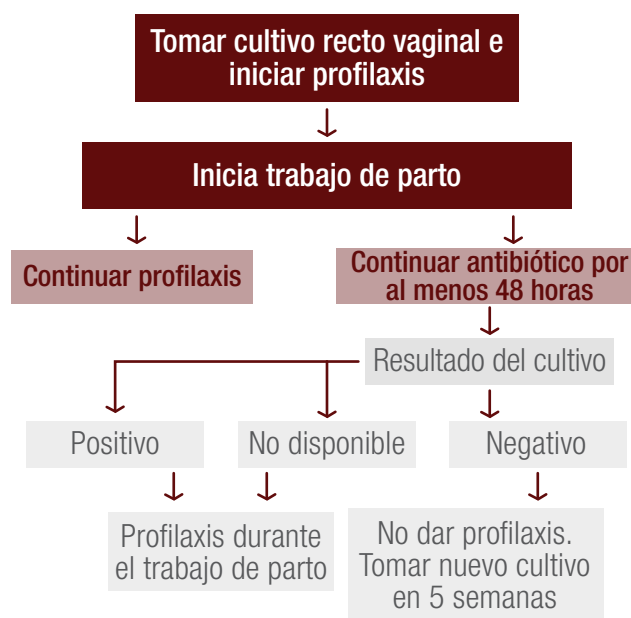 Tomar cultivo recto vaginal e
iniciar profilaxis
Inicia trabajo de parto
Continuar profilaxis
Continuar antibiótico por
al menos 48 horas
Resultado del cultivo
Positivo
No disponible
Negativo
Profilaxis durante
el trabajo de parto
No dar profilaxis.
Tomar nuevo cultivo
en 5 semanas